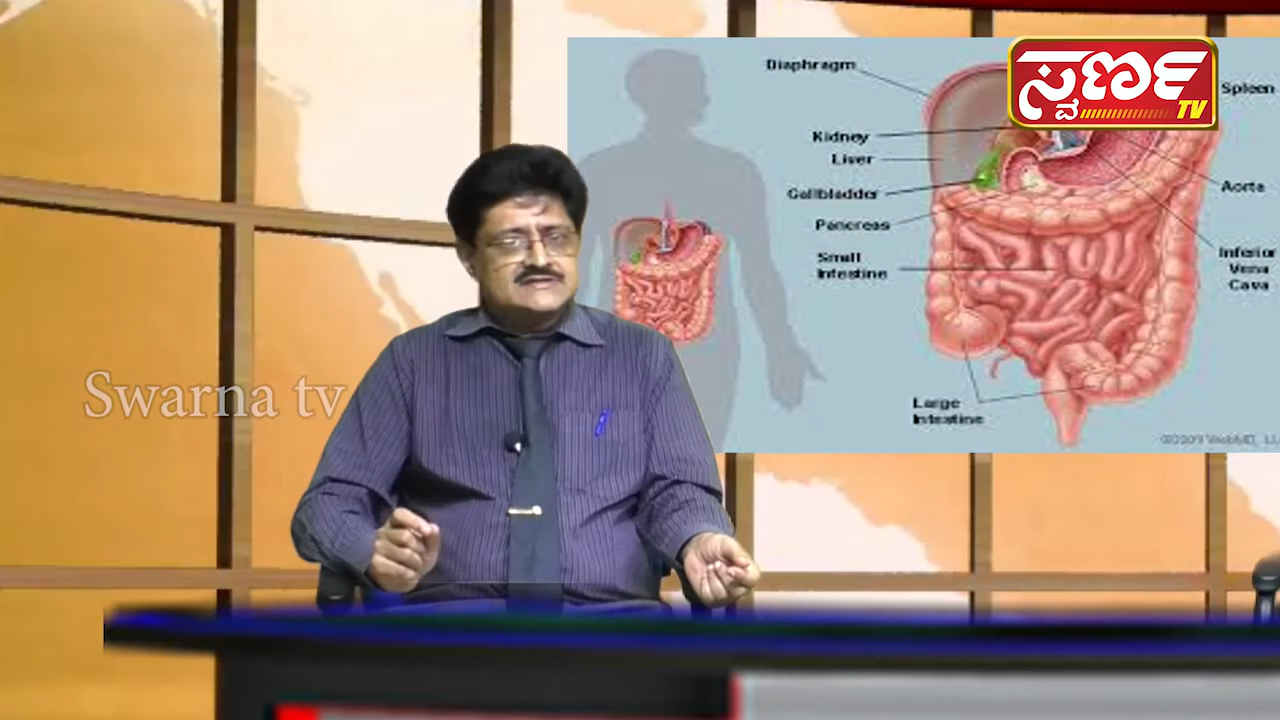 Diaphragm
ಸ್ವರ್ಣ
TV
Spleen
Kidney
Liver
Gallbladder
Aorta
Pancreas
Small
Intestine
Inferior
Vena
Cava
Swarna tv
Large
Intestine